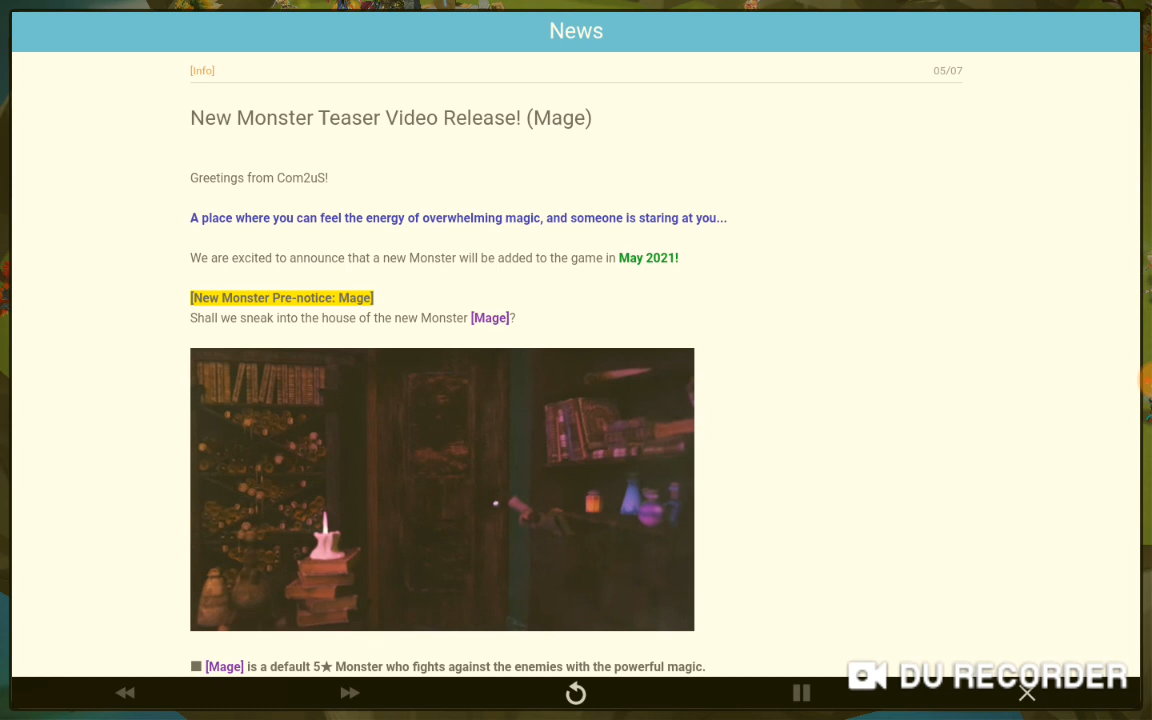 News
[Info] 05/07
New Monster Teaser Video Release! (Mage)
Greetings from Com2uS!
A place where you can feel the energy of overwhelming magic, and someone is staring at you...
We are excited to announce that a new Monster will be added to the game in May 2021!
[New Monster Pre-notice: Mage]
Shall we sneak into the house of the new Monster [Mage]?
■ [Mage] is a default 5★ Monster who fights against the enemies with the powerful magic.
DU RECORDER